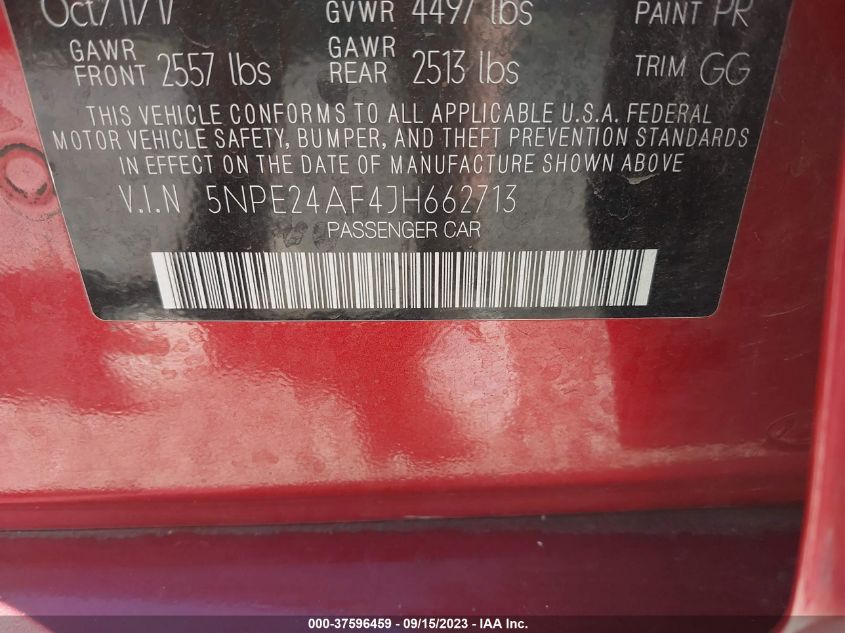 Oct/11/17 GVWR 4497 lbs PAINT PR
GAWR FRONT 2557 lbs GAWR REAR 2513 lbs TRIM GG
THIS VEHICLE CONFORMS TO ALL APPLICABLE U.S.A. FEDERAL
MOTOR VEHICLE SAFETY, BUMPER, AND THEFT PREVENTION STANDARDS
IN EFFECT ON THE DATE OF MANUFACTURE SHOWN ABOVE
V.I.N 5NPE24AF4JH662713
PASSENGER CAR
000-37596459 - 09/15/2023 - IAA Inc.